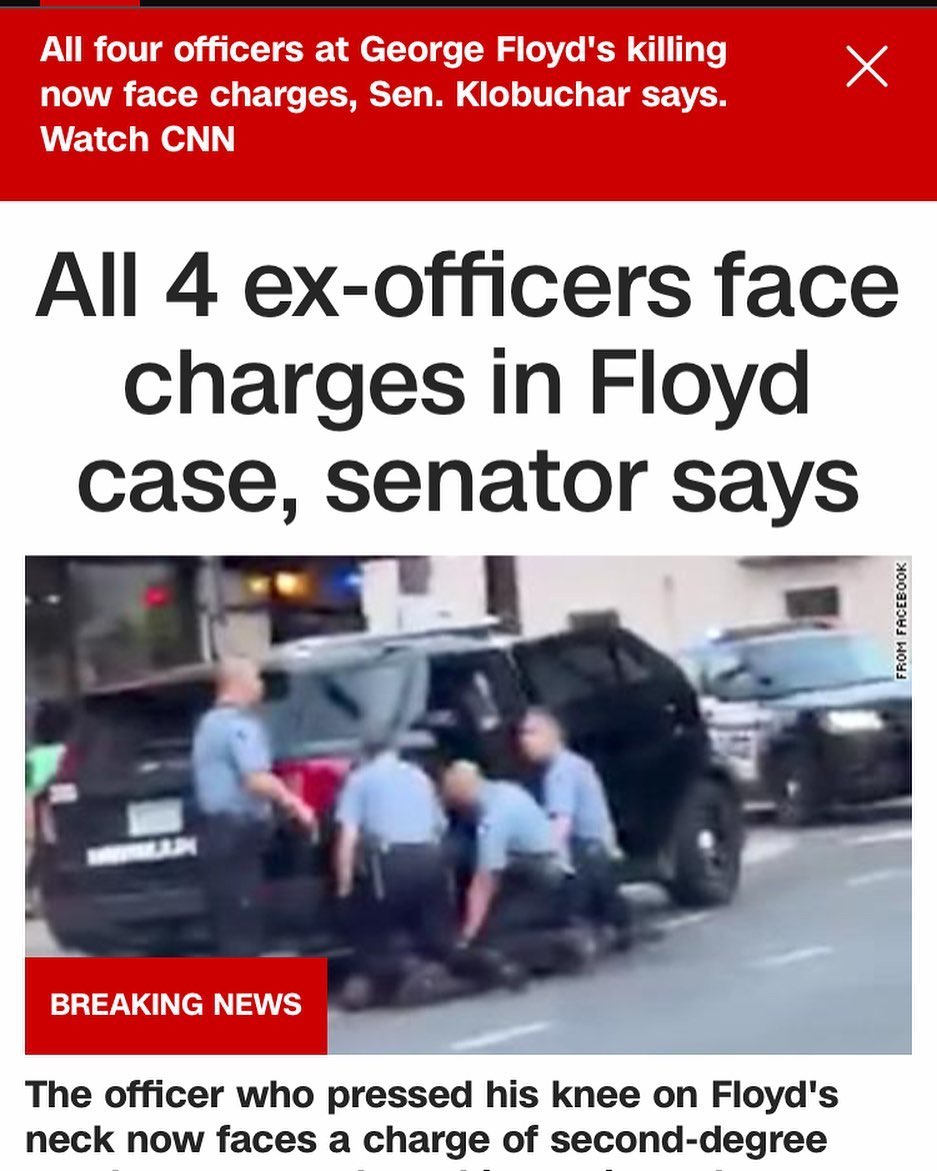 All four officers at George Floyd's killing
now face charges, Sen. Klobuchar says.
Watch CNN
All 4 ex-officers face
charges in Floyd
case, senator says
FROM FACEBOOK
BREAKING NEWS
The officer who pressed his knee on Floyd's
neck now faces a charge of second-degree